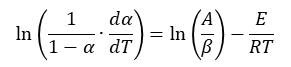 ln(1/(1−α)·dα/dT) = ln(A/β) − E/RT